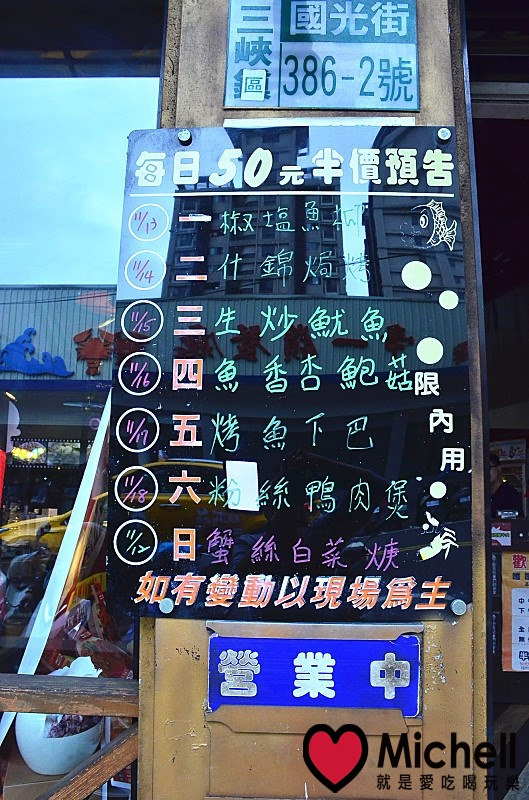 三峽鎮區
國光街
386-2號
每日50元半價預告
11/13 一 椒塩魚柳
11/14 二 什錦焗烤
11/15 三 生炒魷魚
11/16 四 魚香杏鮑菇
11/17 五 烤魚下巴
11/18 六 粉絲鴨肉煲
11/12 日 蟹絲白菜焿
限內用
如有變動以現場為主
營業中
Michell
就是愛吃喝玩樂